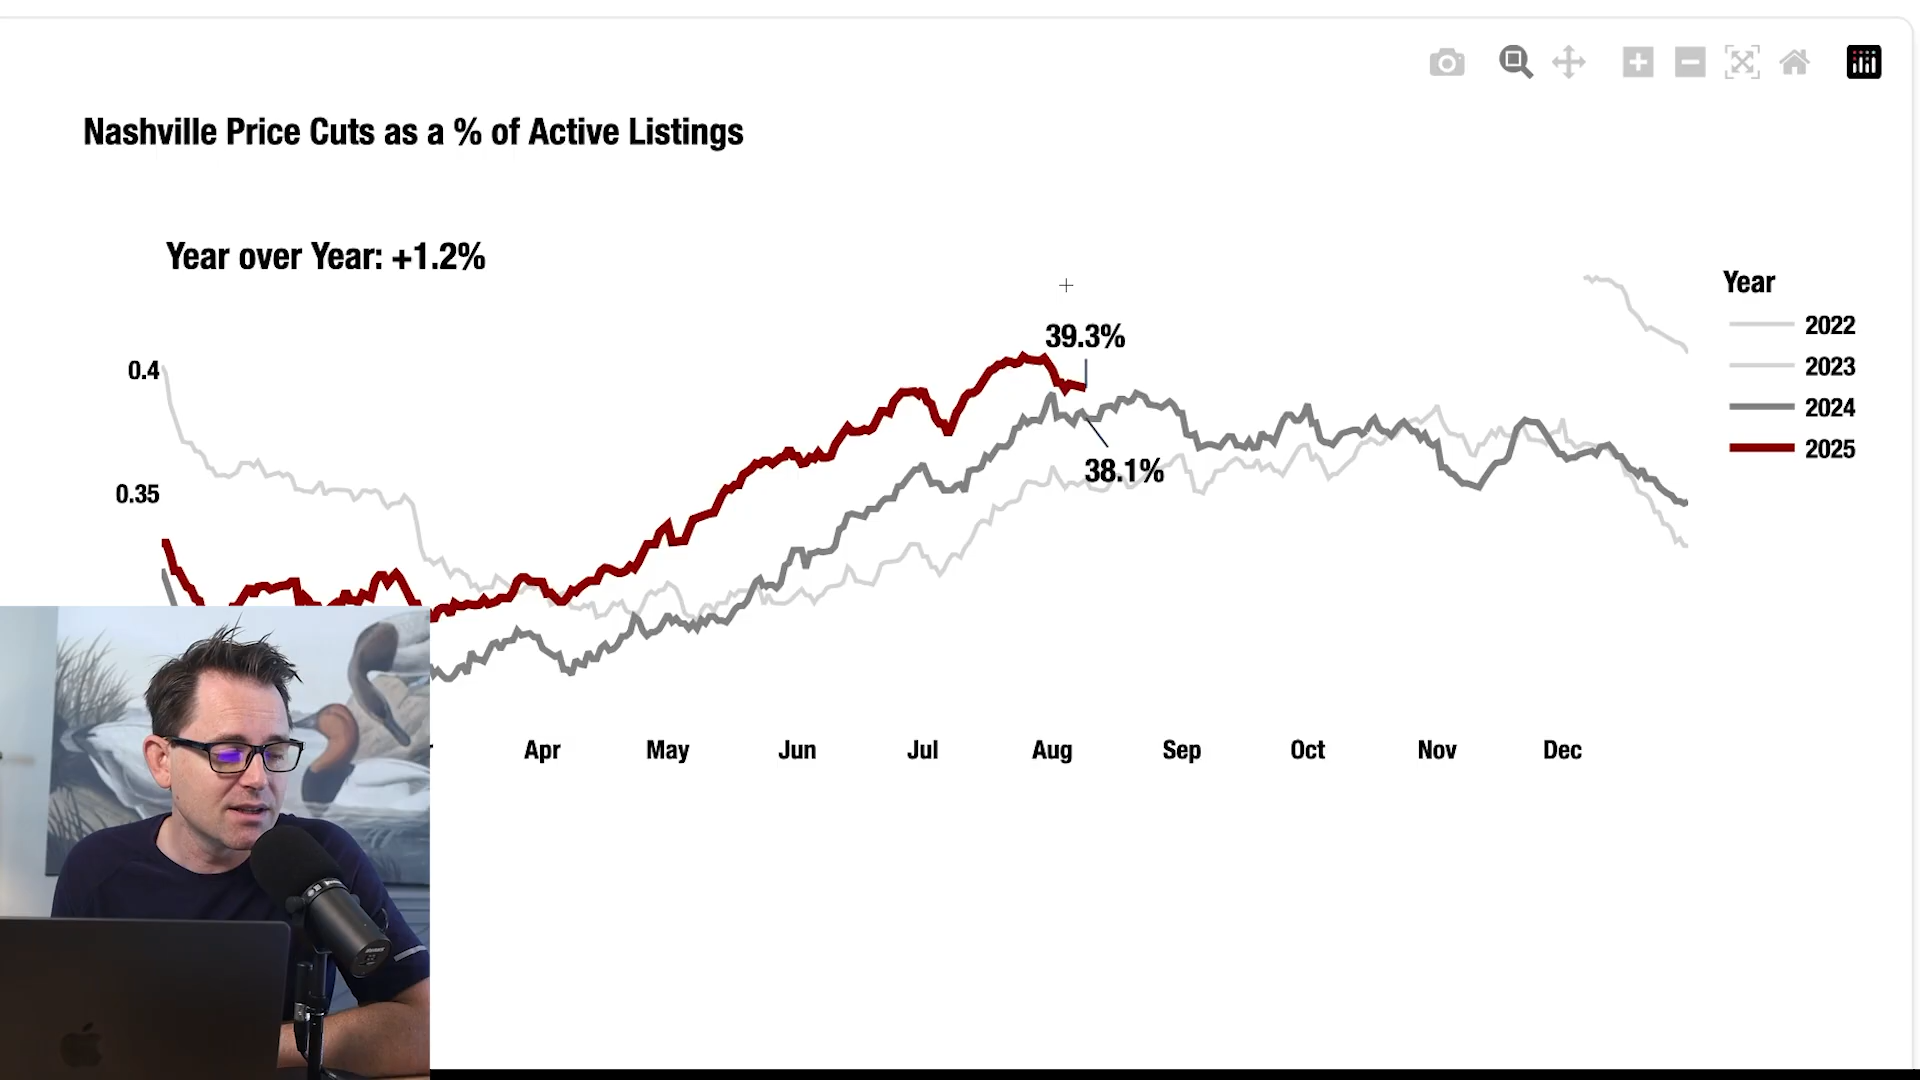 Nashville Price Cuts as a % of Active Listings
Year over Year: +1.2%
Year
2022
2023
2024
2025
39.3%
38.1%
0.4
0.35
Apr
May
Jun
Jul
Aug
Sep
Oct
Nov
Dec